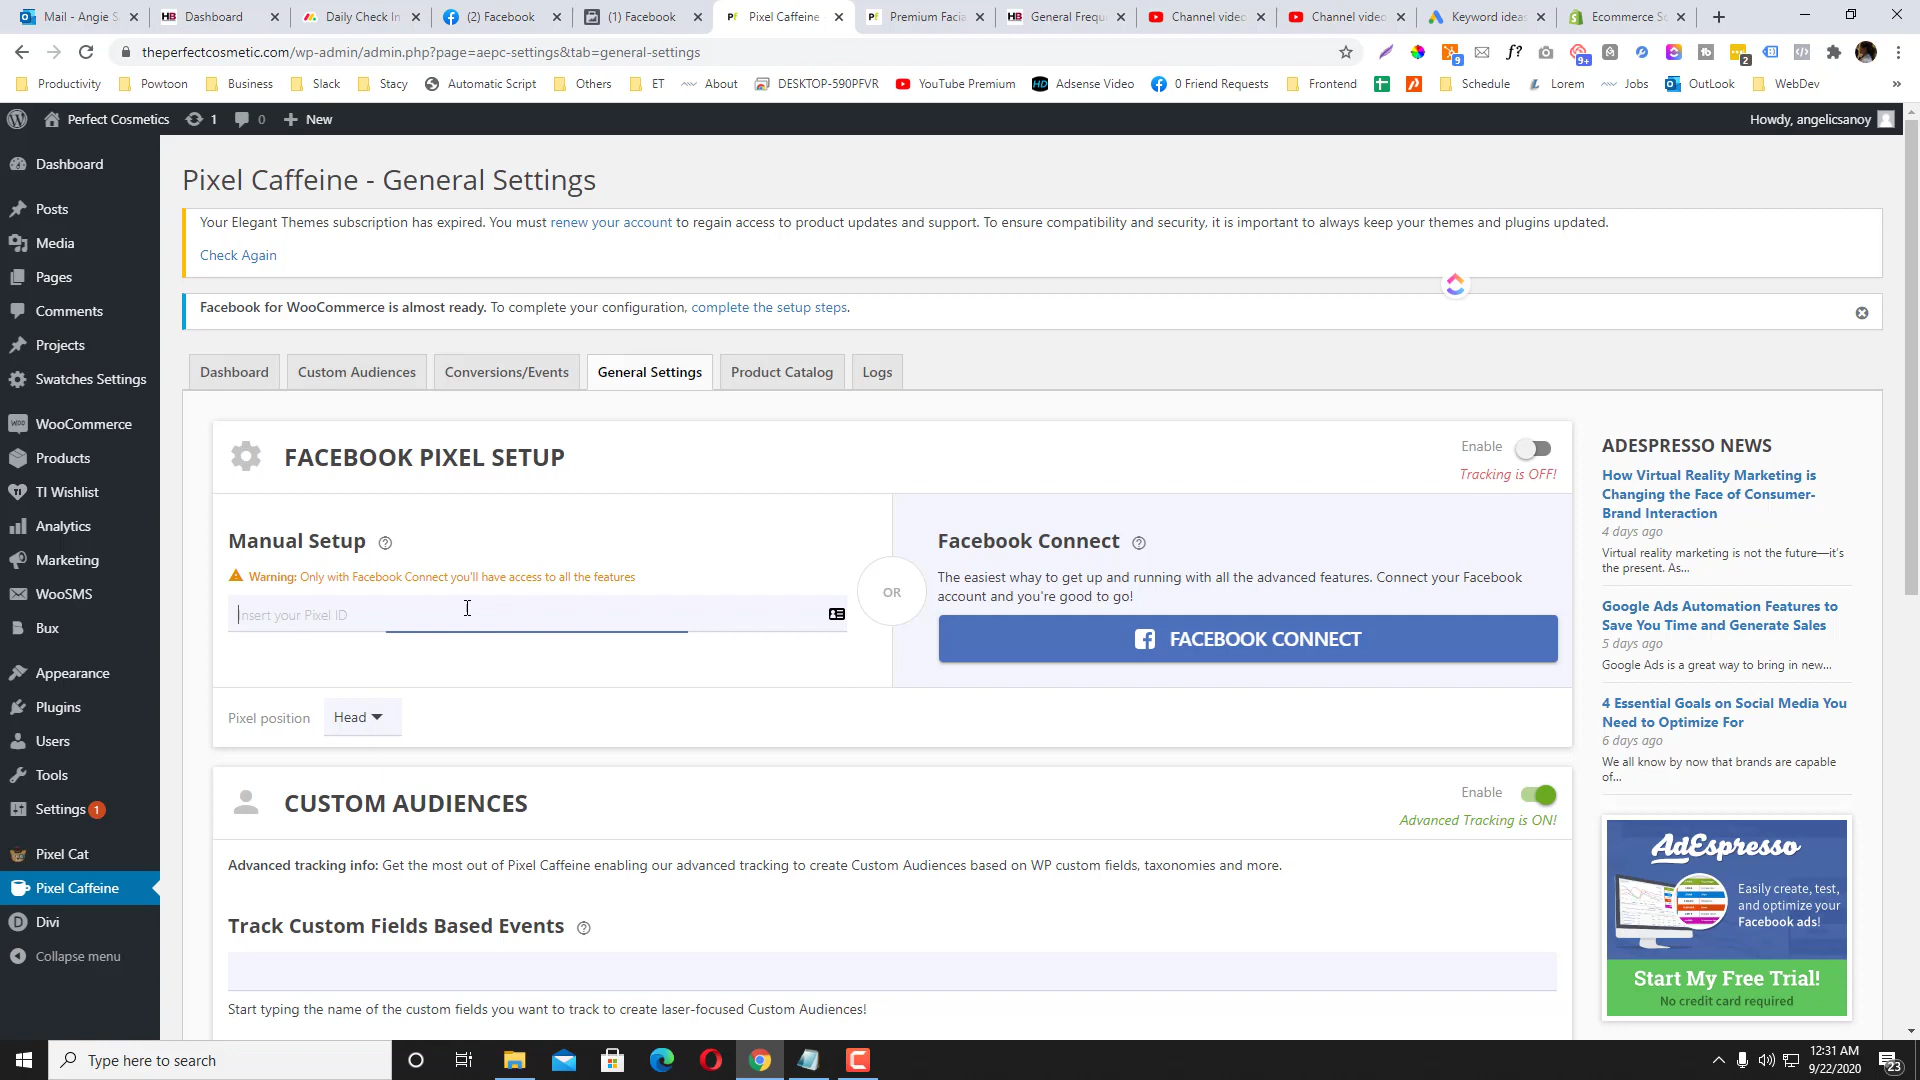 Mail - Angie S
Dashboard
Daily Check In
(2) Facebook
(1) Facebook
Pixel Caffeine
Premium Facia
General Frequ
Channel video
Channel video
Keyword ideas
Ecommerce So
theperfectcosmetic.com/wp-admin/admin.php?page=aepc-settings&tab=general-settings
Productivity
Powtoon
Business
Slack
Stacy
Automatic Script
Others
ET
About
DESKTOP-590PFVR
YouTube Premium
Adsense Video
0 Friend Requests
Frontend
Schedule
Lorem
Jobs
OutLook
WebDev
Perfect Cosmetics
1
0
New
Howdy, angelicsanoy
Dashboard
Posts
Media
Pages
Comments
Projects
Swatches Settings
WooCommerce
Products
TI Wishlist
Analytics
Marketing
WooSMS
Bux
Appearance
Plugins
Users
Tools
Settings 1
Pixel Cat
Pixel Caffeine
Divi
Collapse menu
Pixel Caffeine - General Settings
Your Elegant Themes subscription has expired. You must renew your account to regain access to product updates and support. To ensure compatibility and security, it is important to always keep your themes and plugins updated.
Check Again
Facebook for WooCommerce is almost ready. To complete your configuration, complete the setup steps.
Dashboard
Custom Audiences
Conversions/Events
General Settings
Product Catalog
Logs
FACEBOOK PIXEL SETUP
Enable
Tracking is OFF!
Manual Setup
Warning: Only with Facebook Connect you'll have access to all the features
Insert your Pixel ID
OR
Facebook Connect
The easiest whay to get up and running with all the advanced features. Connect your Facebook
account and you're good to go!
FACEBOOK CONNECT
Pixel position
Head
CUSTOM AUDIENCES
Enable
Advanced Tracking is ON!
Advanced tracking info: Get the most out of Pixel Caffeine enabling our advanced tracking to create Custom Audiences based on WP custom fields, taxonomies and more.
Track Custom Fields Based Events
Start typing the name of the custom fields you want to track to create laser-focused Custom Audiences!
ADESPRESSO NEWS
How Virtual Reality Marketing is
Changing the Face of Consumer-
Brand Interaction
4 days ago
Virtual reality marketing is not the future—it's
the present. As...
Google Ads Automation Features to
Save You Time and Generate Sales
5 days ago
Google Ads is a great way to bring in new...
4 Essential Goals on Social Media You
Need to Optimize For
6 days ago
We all know by now that brands are capable
of...
AdEspresso
Easily create, test,
and optimize your
Facebook ads!
Start My Free Trial!
No credit card required
Type here to search
12:31 AM
9/22/2020
23